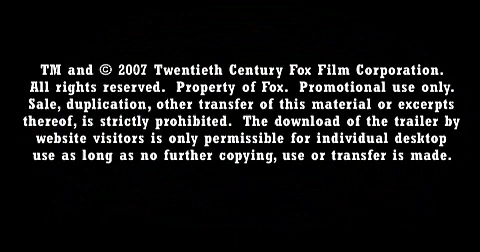 TM and © 2007 Twentieth Century Fox Film Corporation.
All rights reserved.  Property of Fox.  Promotional use only.
Sale, duplication, other transfer of this material or excerpts
thereof, is strictly prohibited.  The download of the trailer by
website visitors is only permissible for individual desktop
use as long as no further copying, use or transfer is made.